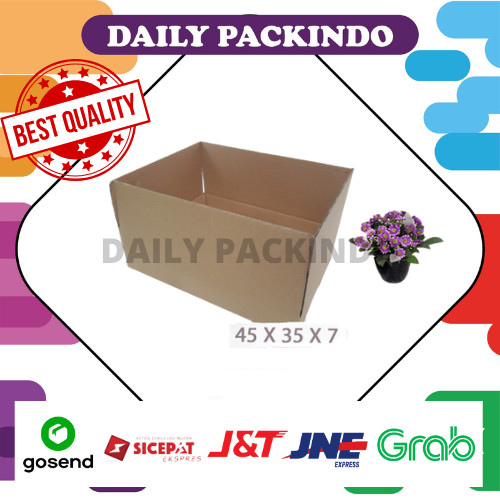 DAILY PACKINDO
BEST QUALITY
DAILY PACKINDO
45 X 35 X 7
gosend
SICEPAT
EKSPRES
J&T
JNE
EXPRESS
Grab